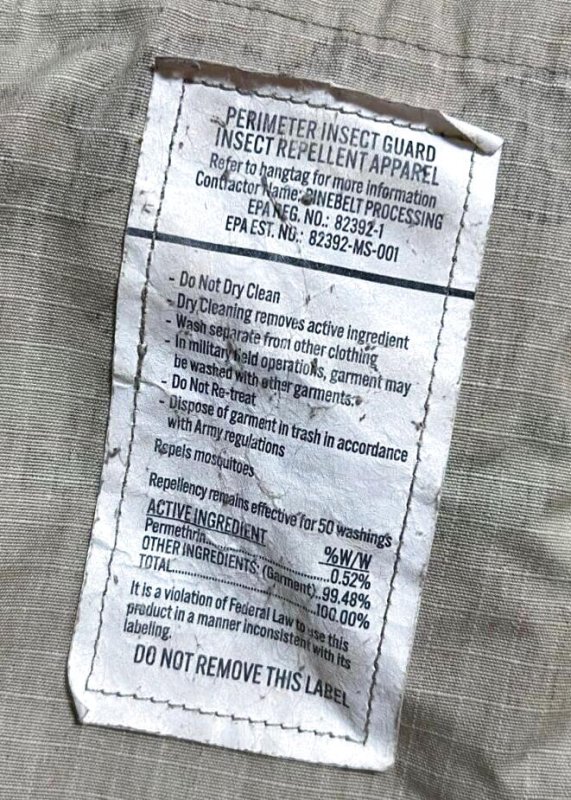 PERIMETER INSECT GUARD
INSECT REPELLENT APPAREL
Refer to hangtag for more information
Contractor Name: PINEBELT PROCESSING
EPA REG. NO.: 82392-1
EPA EST. NO.: 82392-MS-001
- Do Not Dry Clean
- Dry Cleaning removes active ingredient
- Wash separate from other clothing
- In military field operations, garment may
be washed with other garments.
- Do Not Re-treat
- Dispose of garment in trash in accordance
with Army regulations
Repels mosquitoes
Repellency remains effective for 50 washings
ACTIVE INGREDIENT %W/W
Permethrin..................0.52%
OTHER INGREDIENTS: (Garment)..99.48%
TOTAL.......................100.00%
It is a violation of Federal Law to use this
product in a manner inconsistent with its
labeling.
DO NOT REMOVE THIS LABEL